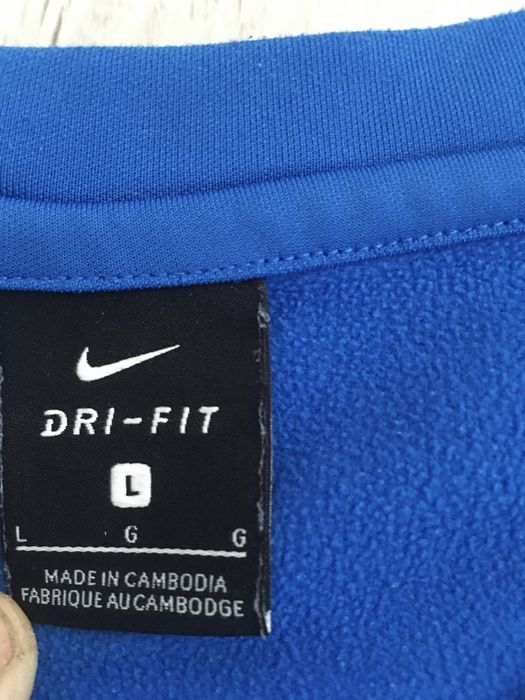 DRI-FIT
L
L G G
MADE IN CAMBODIA
FABRIQUE AU CAMBODGE